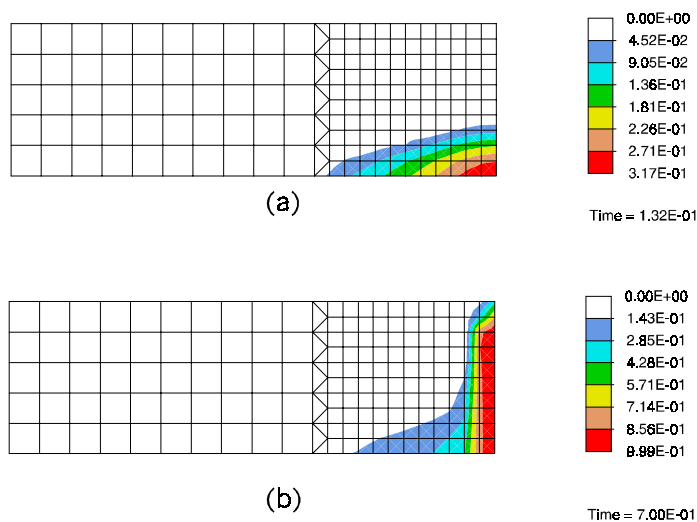 0.00E+00
4.52E-02
9.05E-02
1.36E-01
1.81E-01
2.26E-01
2.71E-01
3.17E-01
Time = 1.32E-01
(a)
0.00E+00
1.43E-01
2.85E-01
4.28E-01
5.71E-01
7.14E-01
8.56E-01
9.99E-01
Time = 7.00E-01
(b)